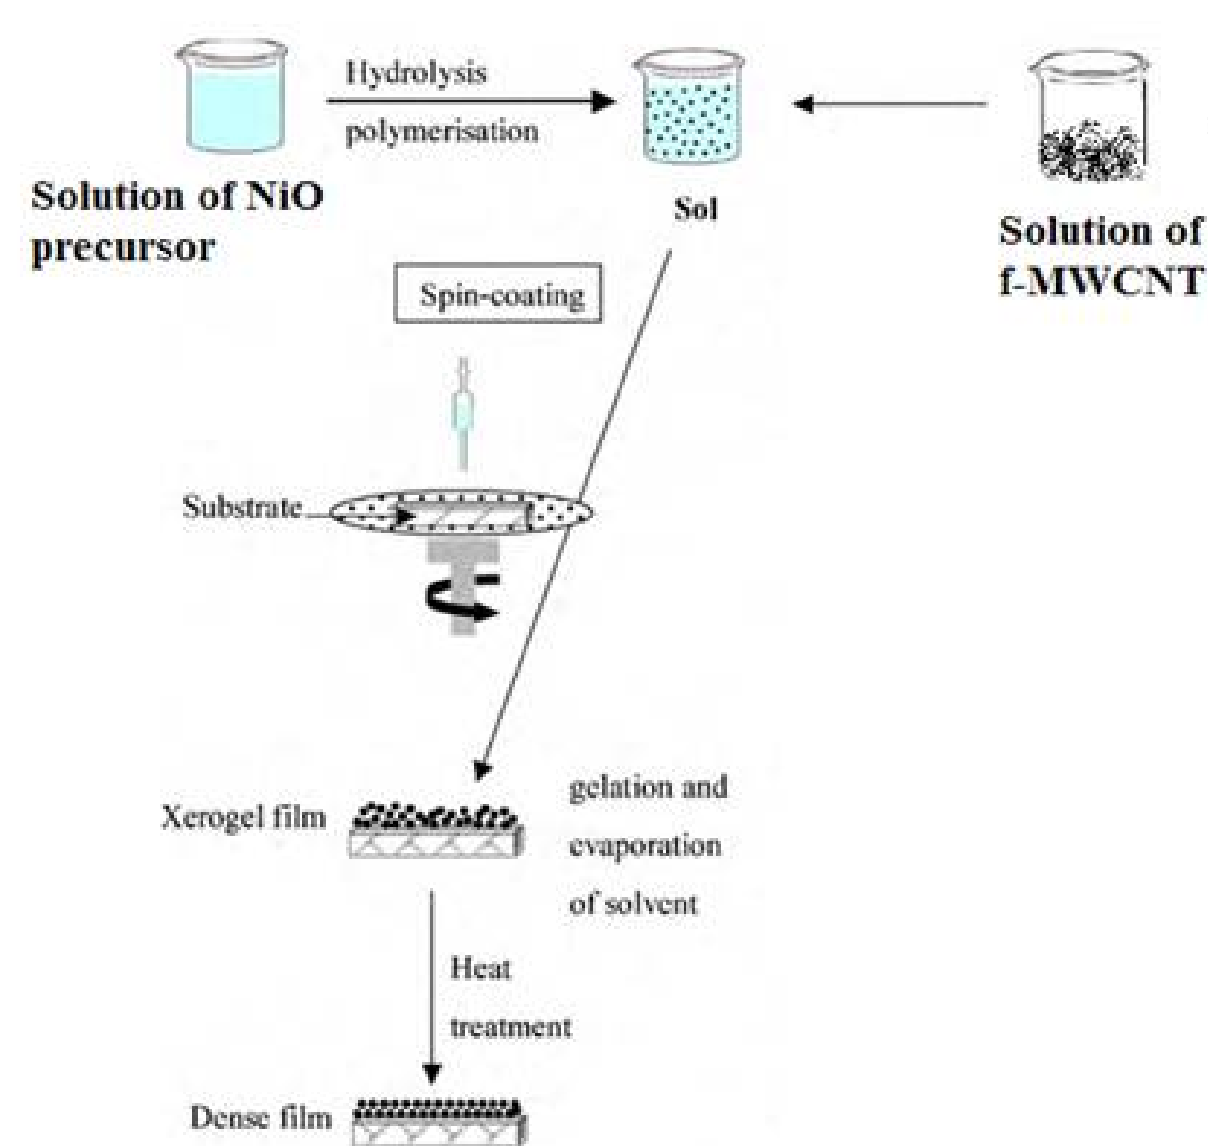 Hydrolysis
polymerisation
Solution of NiO
precursor
Sol
Solution of
f-MWCNT
Spin-coating
Substrate
Xerogel film
gelation and
evaporation
of solvent
Heat
treatment
Dense film